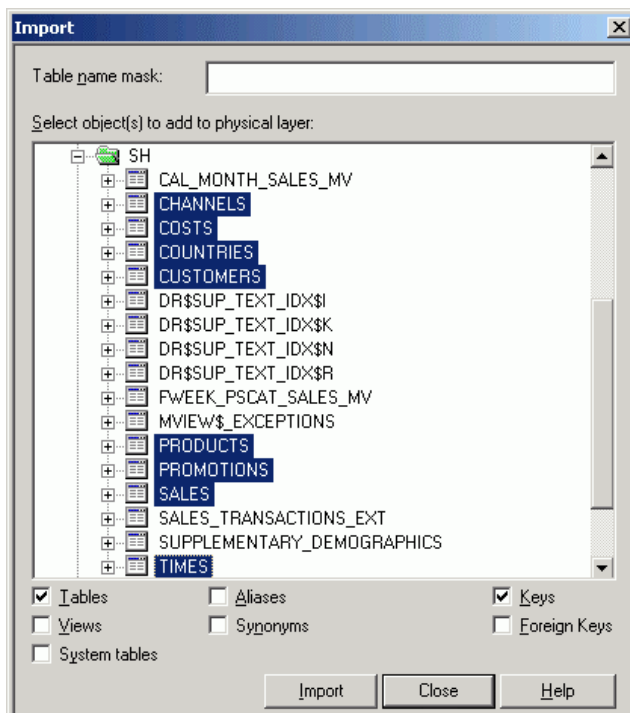 Import
Table name mask:
Select object(s) to add to physical layer:
SH
CAL_MONTH_SALES_MV
CHANNELS
COSTS
COUNTRIES
CUSTOMERS
DR$SUP_TEXT_IDX$I
DR$SUP_TEXT_IDX$K
DR$SUP_TEXT_IDX$N
DR$SUP_TEXT_IDX$R
FWEEK_PSCAT_SALES_MV
MVIEW$_EXCEPTIONS
PRODUCTS
PROMOTIONS
SALES
SALES_TRANSACTIONS_EXT
SUPPLEMENTARY_DEMOGRAPHICS
TIMES
Tables Aliases Keys
Views Synonyms Foreign Keys
System tables
Import Close Help